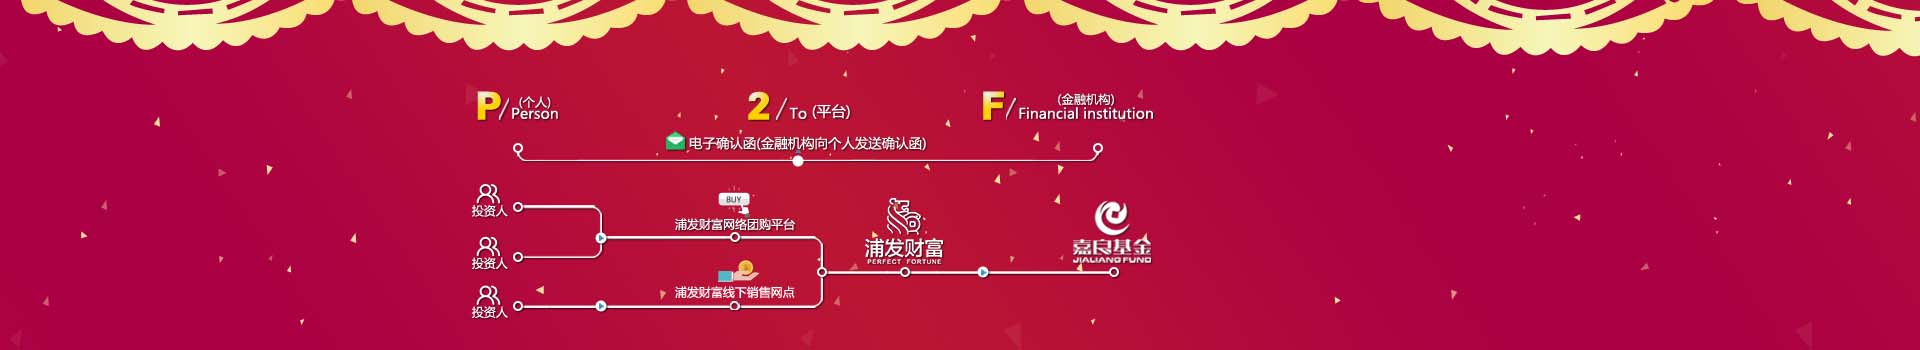 P/(个人) Person
2/To (平台)
F/(金融机构) Financial institution
电子确认函(金融机构向个人发送确认函)
投资人
BUY
浦发财富网络团购平台
投资人
浦发财富
PERFECT FORTUNE
嘉良基金
JIALIANG FUND
浦发财富线下销售网点
投资人